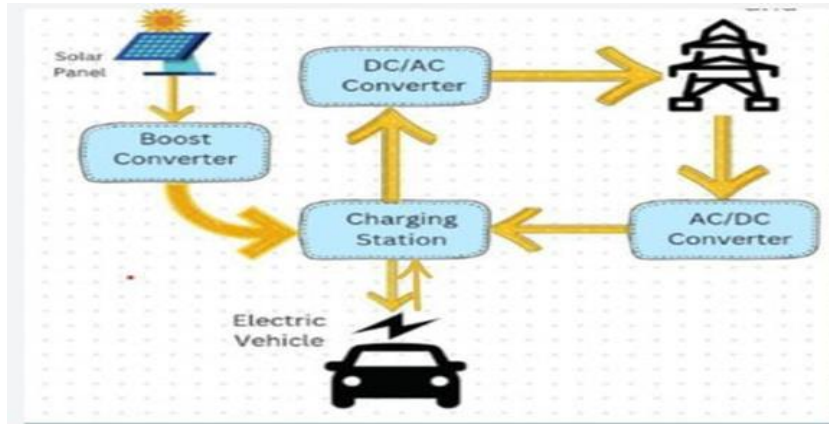 Solar
Panel
DC/AC
Converter
Boost
Converter
Charging
Station
AC/DC
Converter
Electric
Vehicle